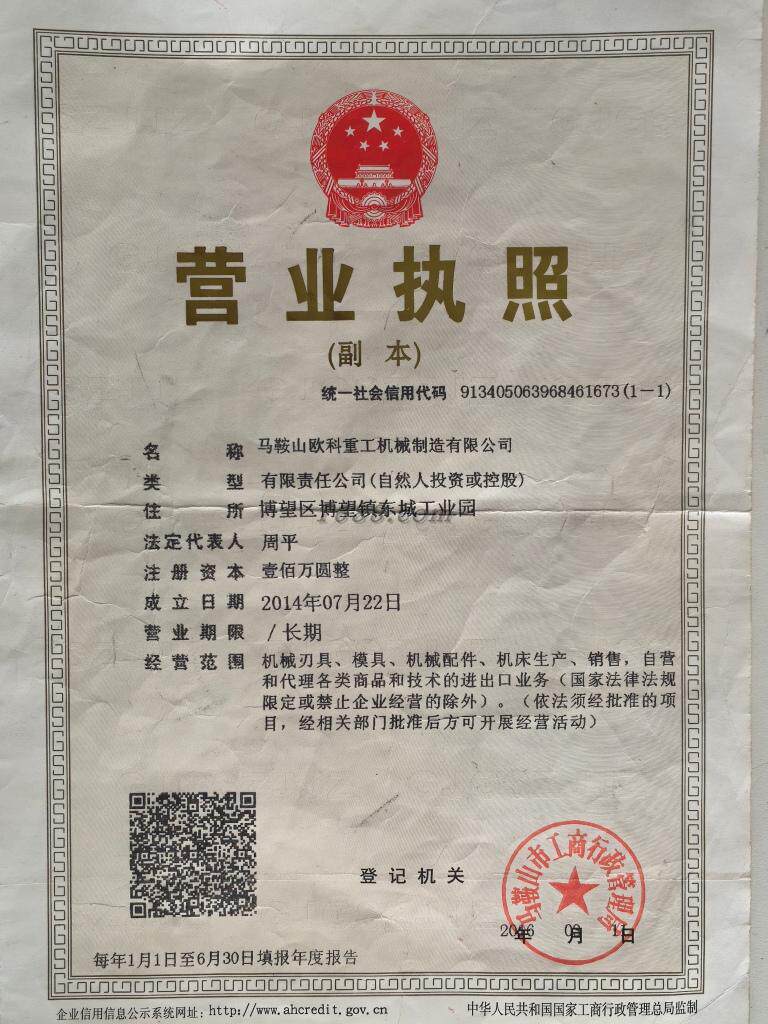 营业执照
(副 本)
统一社会信用代码 913405063968461673(1-1)
名 称 马鞍山欧科重工机械制造有限公司
类 型 有限责任公司(自然人投资或控股)
住 所 博望区博望镇东城工业园
法定代表人 周平
注册资本 壹佰万圆整
成立日期 2014年07月22日
营业期限 /长期
经营范围 机械刃具、模具、机械配件、机床生产、销售，自营
和代理各类商品和技术的进出口业务（国家法律法规
限定或禁止企业经营的除外）。（依法须经批准的项
目，经相关部门批准后方可开展经营活动）
马鞍山市工商行政管理局
登记机关
2016年 月 日
每年1月1日至6月30日填报年度报告
企业信用信息公示系统网址：http://www.ahcredit.gov.cn
中华人民共和国国家工商行政管理总局监制